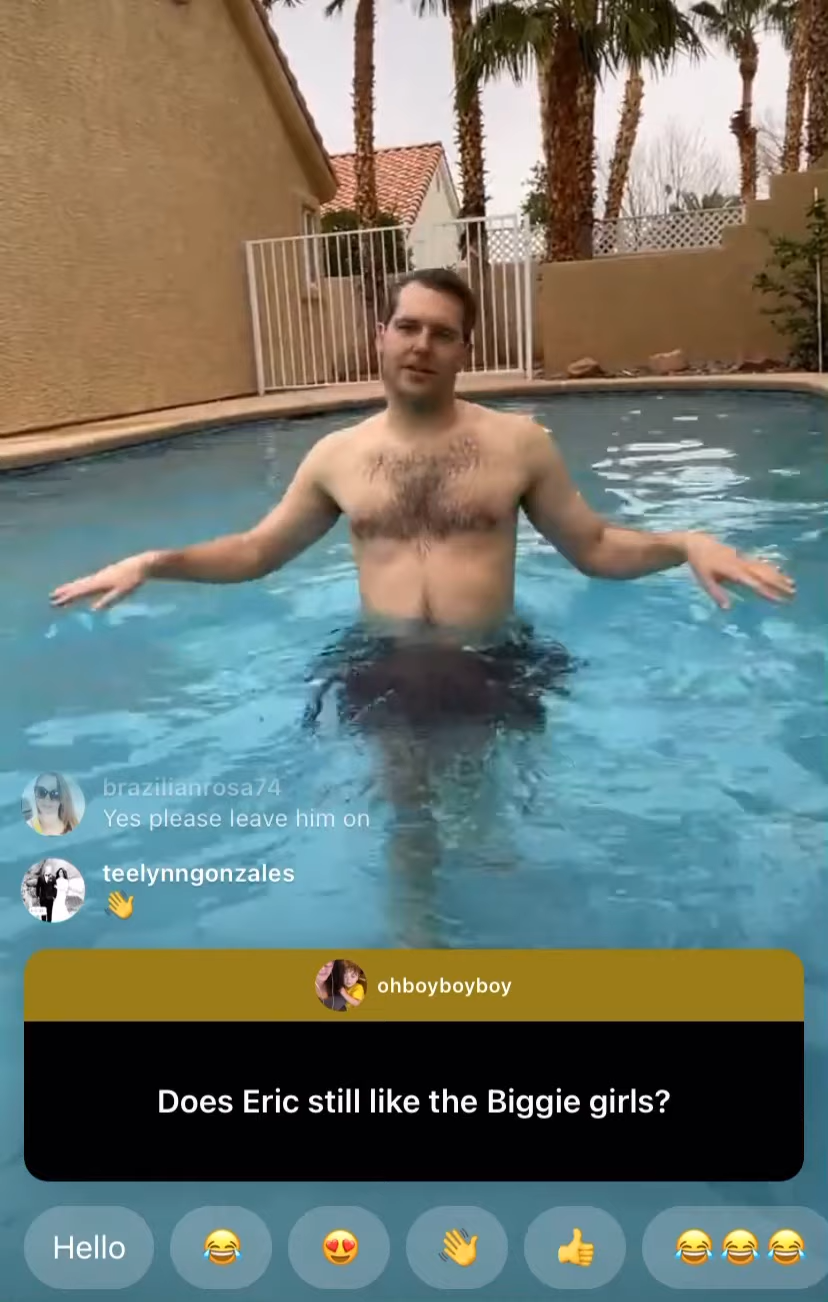 brazilianrosa74
Yes please leave him on
teelynngonzales
👋
ohboyboyboy
Does Eric still like the Biggie girls?
Hello 😂 😍 👋 👍 😂😂😂